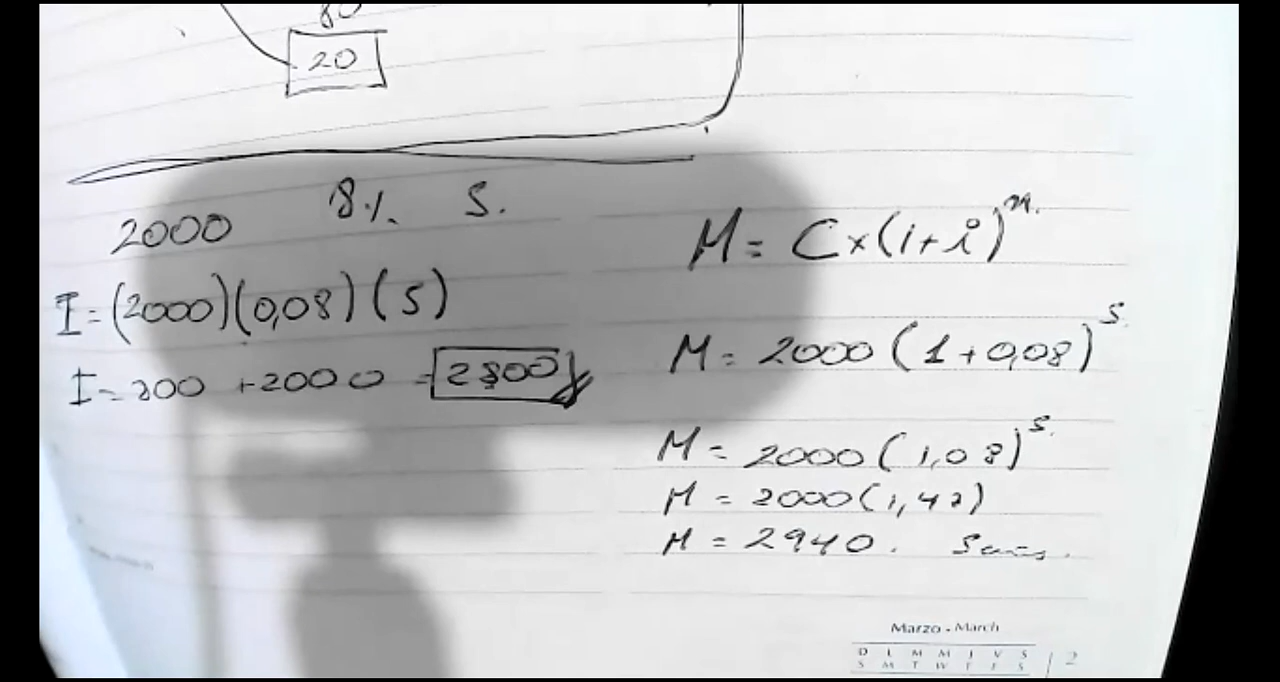 20
2000 8% 5.
I=(2000)(0,08)(5)
I=800 +2000 = 2800
M= C×(1+i)ⁿ.
M= 2000 (1+0,08)⁵.
M= 2000 (1,08)⁵.
M = 2000 (1,47)
M = 2940.
Marzo - March
D L M M J V S
S M T W T F S
2